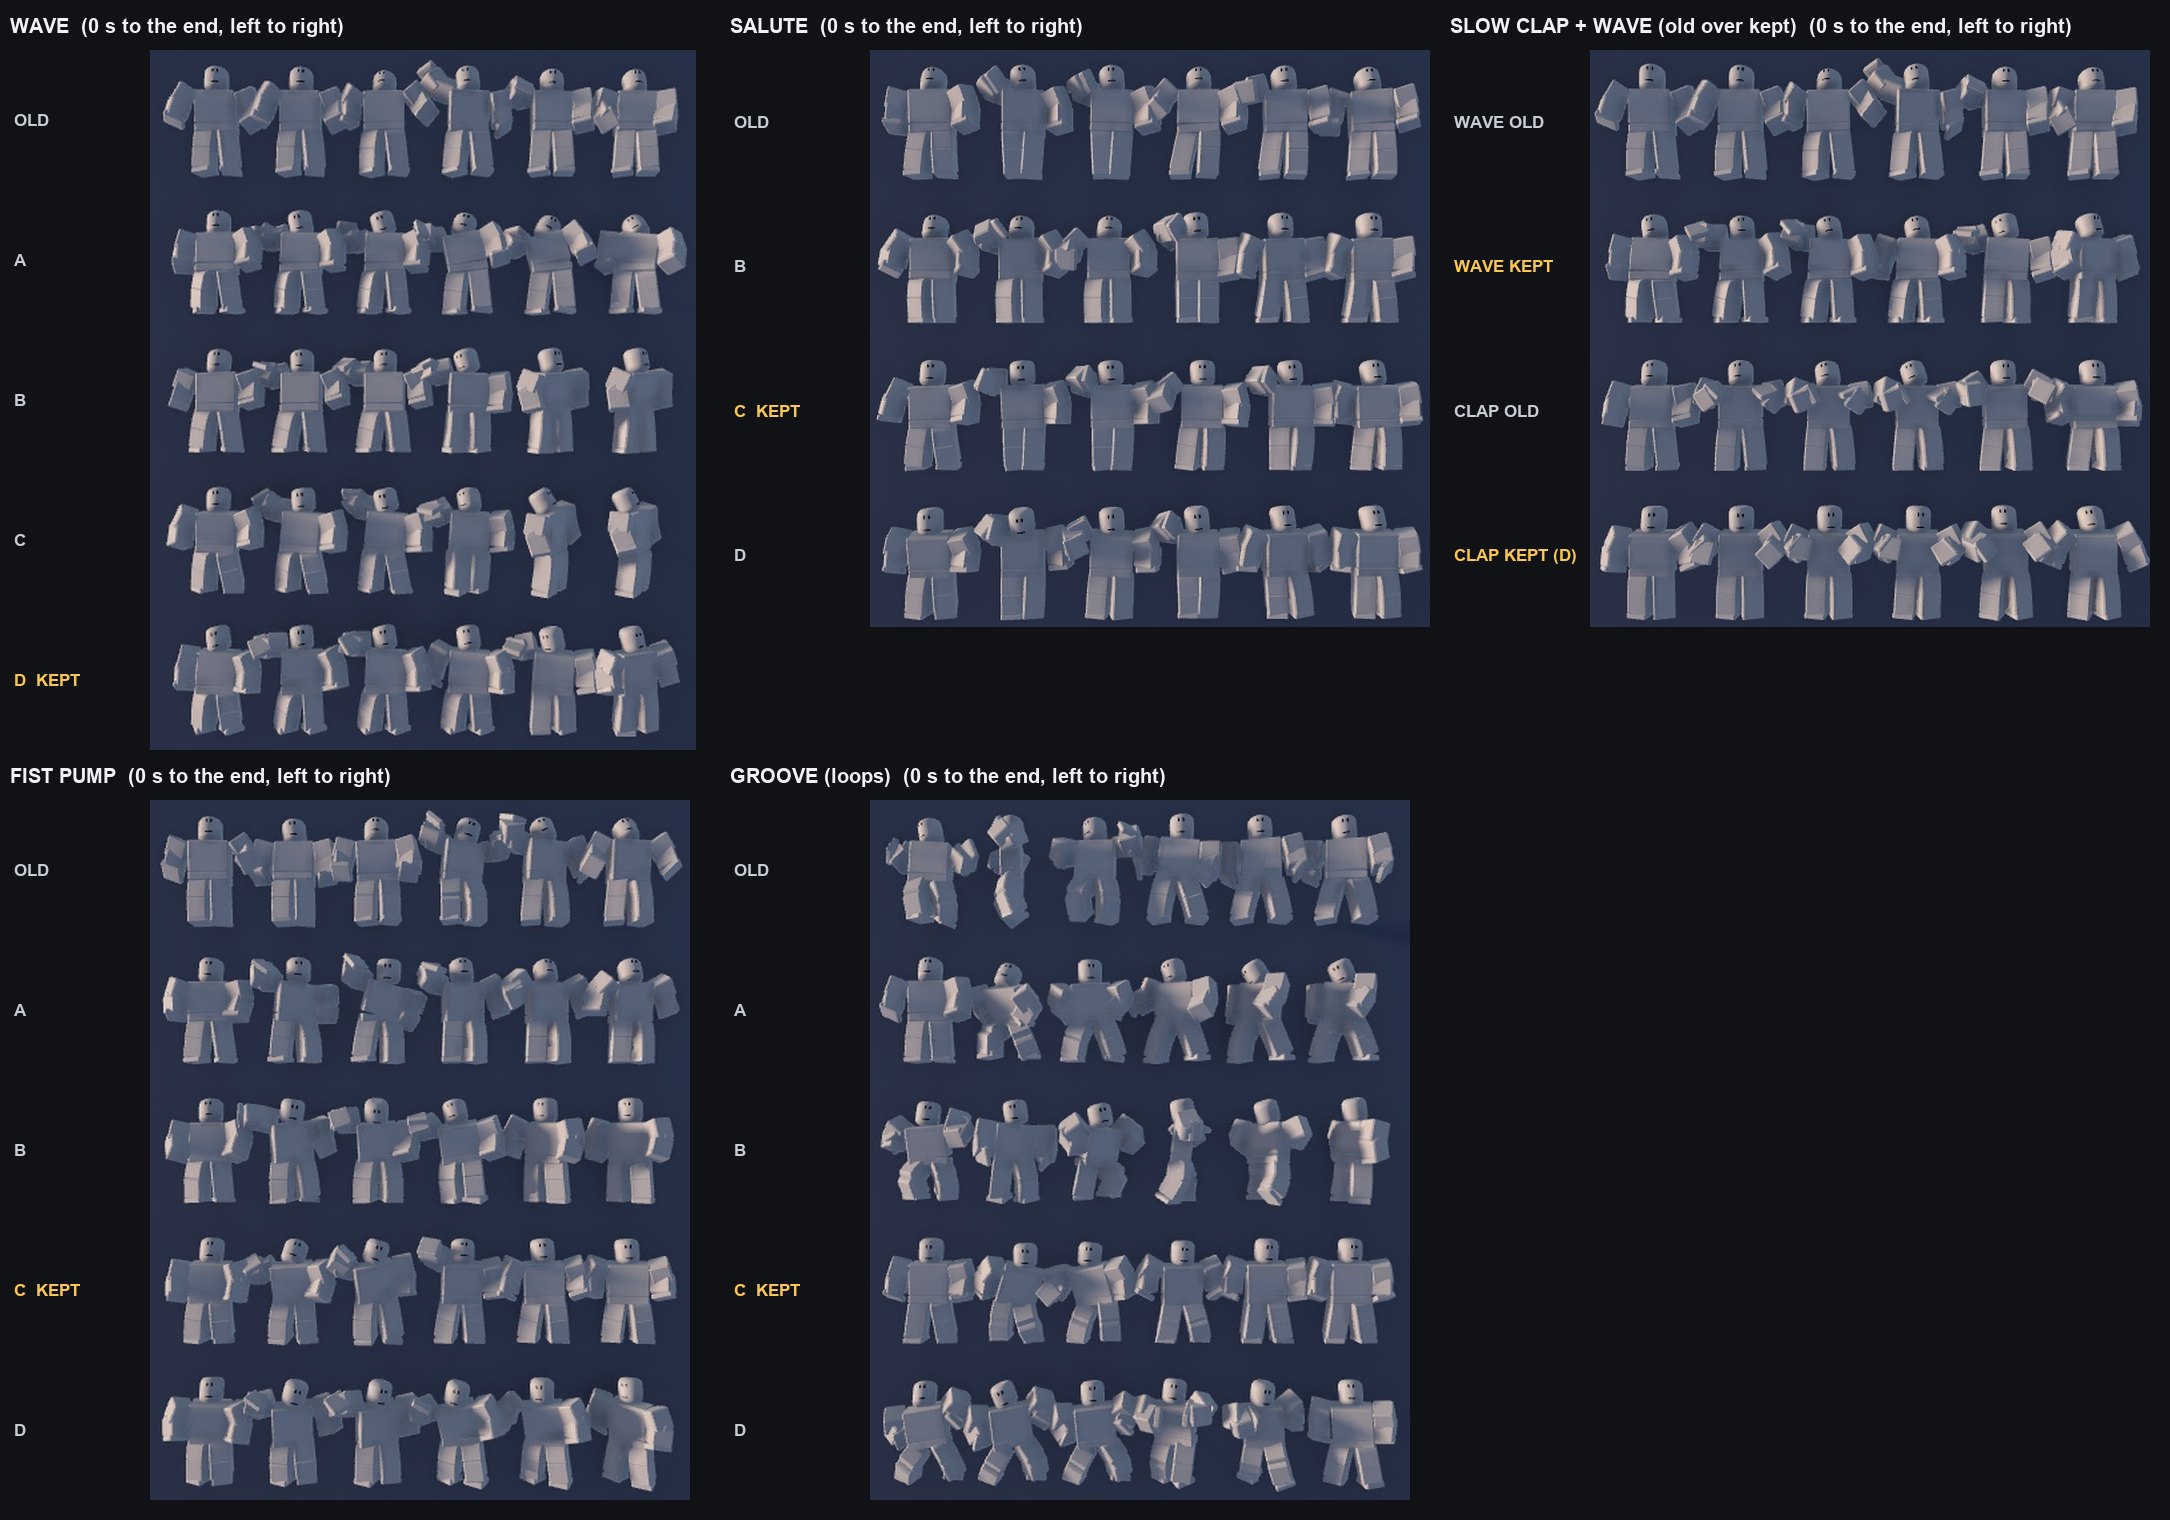 WAVE (0 s to the end, left to right)
OLD
A
B
C
D KEPT
SALUTE (0 s to the end, left to right)
OLD
B
C KEPT
D
SLOW CLAP + WAVE (old over kept) (0 s to the end, left to right)
WAVE OLD
WAVE KEPT
CLAP OLD
CLAP KEPT (D)
FIST PUMP (0 s to the end, left to right)
OLD
A
B
C KEPT
D
GROOVE (loops) (0 s to the end, left to right)
OLD
A
B
C KEPT
D